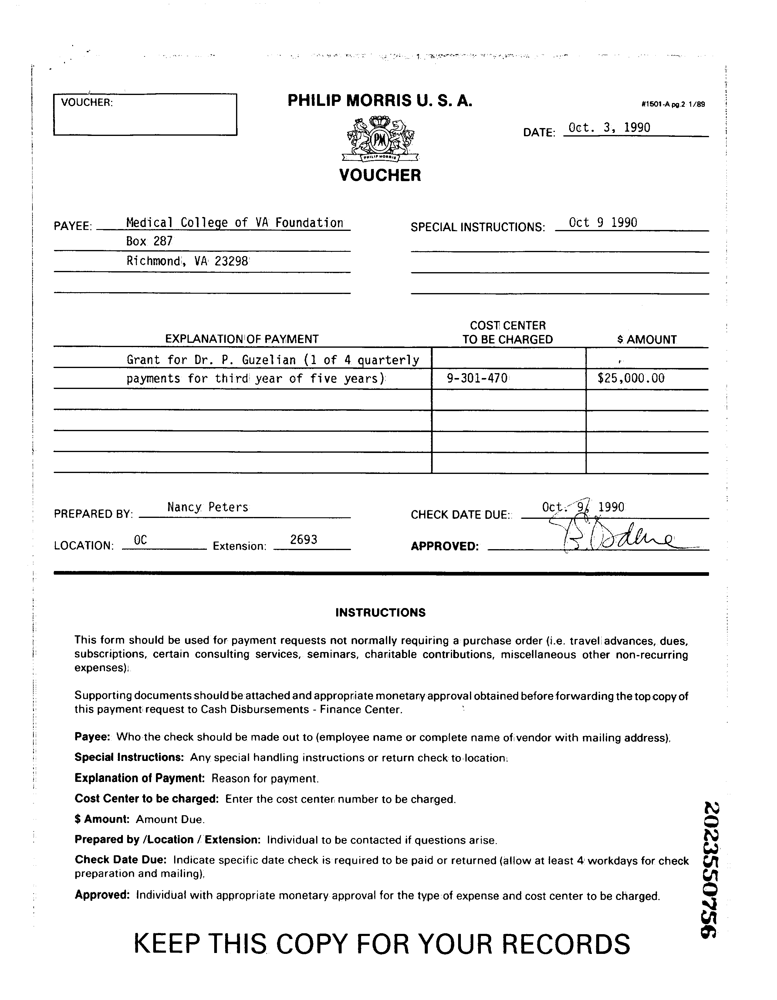 VOUCHER:
PHILIP MORRIS U. S. A.
#1501-A pg.2 1/89
DATE: Oct. 3, 1990
PM
PHILIP MORRIS
VOUCHER
PAYEE: Medical College of VA Foundation
SPECIAL INSTRUCTIONS: Oct 9 1990
Box 287
Richmond, VA 23298
EXPLANATION OF PAYMENT
COST CENTER
TO BE CHARGED
$ AMOUNT
Grant for Dr. P. Guzelian (1 of 4 quarterly
payments for third year of five years)
9-301-470
$25,000.00
PREPARED BY: Nancy Peters
CHECK DATE DUE: Oct. 9, 1990
LOCATION: OC Extension: 2693
APPROVED:
INSTRUCTIONS
This form should be used for payment requests not normally requiring a purchase order (i.e. travel advances, dues,
subscriptions, certain consulting services, seminars, charitable contributions, miscellaneous other non-recurring
expenses).
Supporting documents should be attached and appropriate monetary approval obtained before forwarding the top copy of
this payment request to Cash Disbursements - Finance Center.
Payee: Who the check should be made out to (employee name or complete name of vendor with mailing address).
Special Instructions: Any special handling instructions or return check to location.
Explanation of Payment: Reason for payment.
Cost Center to be charged: Enter the cost center number to be charged.
$ Amount: Amount Due.
Prepared by /Location / Extension: Individual to be contacted if questions arise.
Check Date Due: Indicate specific date check is required to be paid or returned (allow at least 4 workdays for check
preparation and mailing).
Approved: Individual with appropriate monetary approval for the type of expense and cost center to be charged.
2023550756
KEEP THIS COPY FOR YOUR RECORDS